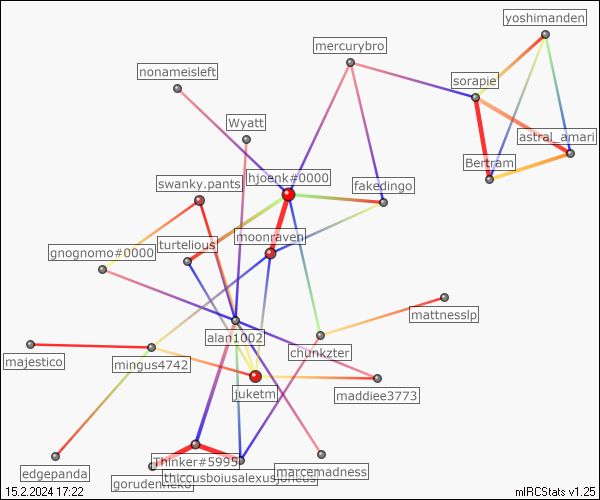 yoshimanden
mercurybro
nonameisleft
sorapie
Wyatt
astral_amari
Bertram
hjoenk#0000
swanky.pants
fakedingo
moonraven
turtelious
gnognomo#0000
mattnesslp
alan1002
chunkzter
majestico
mingus4742
juketm
maddiee3773
Thinker#5995
edgepanda
marcemadness
gorudenneko
15.2.2024 17:22
mIRCStats v1.25